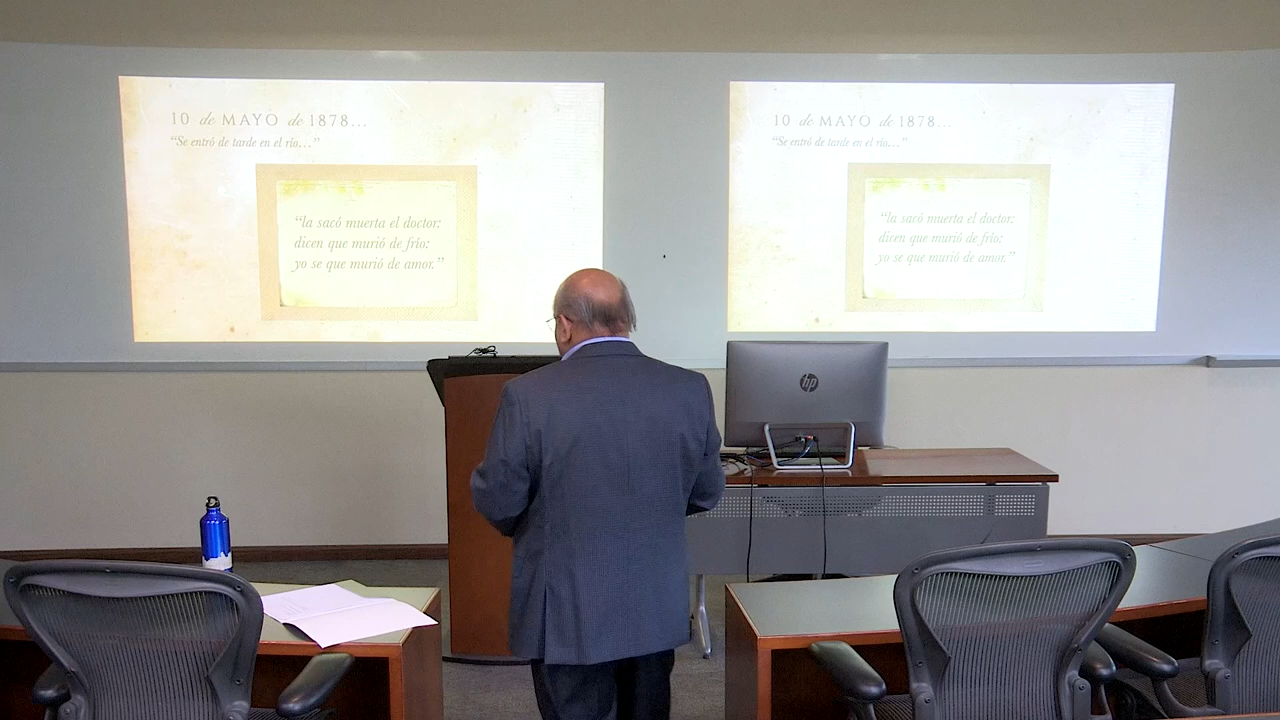 10 de MAYO de 1878...
“Se entró de tarde en el río...”
“la sacó muerta el doctor:
dicen que murió de frío:
yo se que murió de amor.”
10 de MAYO de 1878...
“Se entró de tarde en el río...”
“la sacó muerta el doctor:
dicen que murió de frío:
yo se que murió de amor.”
hp